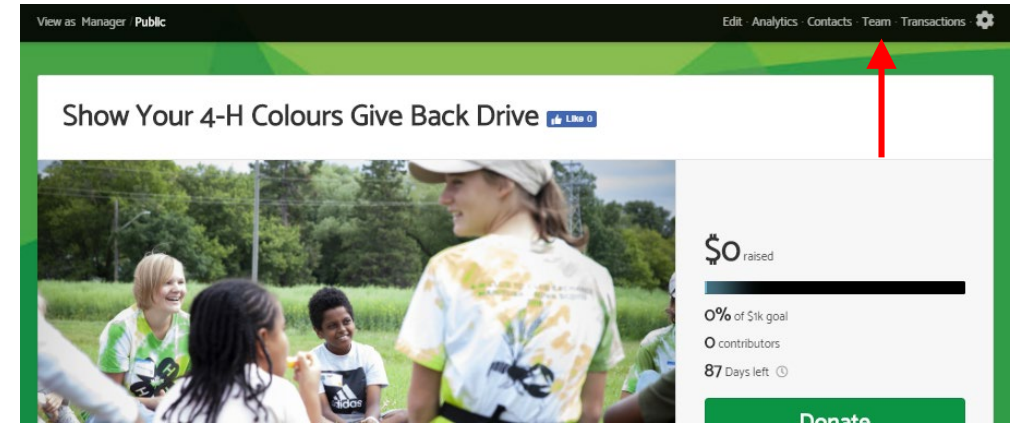 View as Manager / Public
Edit · Analytics · Contacts · Team · Transactions ·
Show Your 4-H Colours Give Back Drive Like 0
$0 raised
0% of $1k goal
0 contributors
87 Days left
Donate
adidas